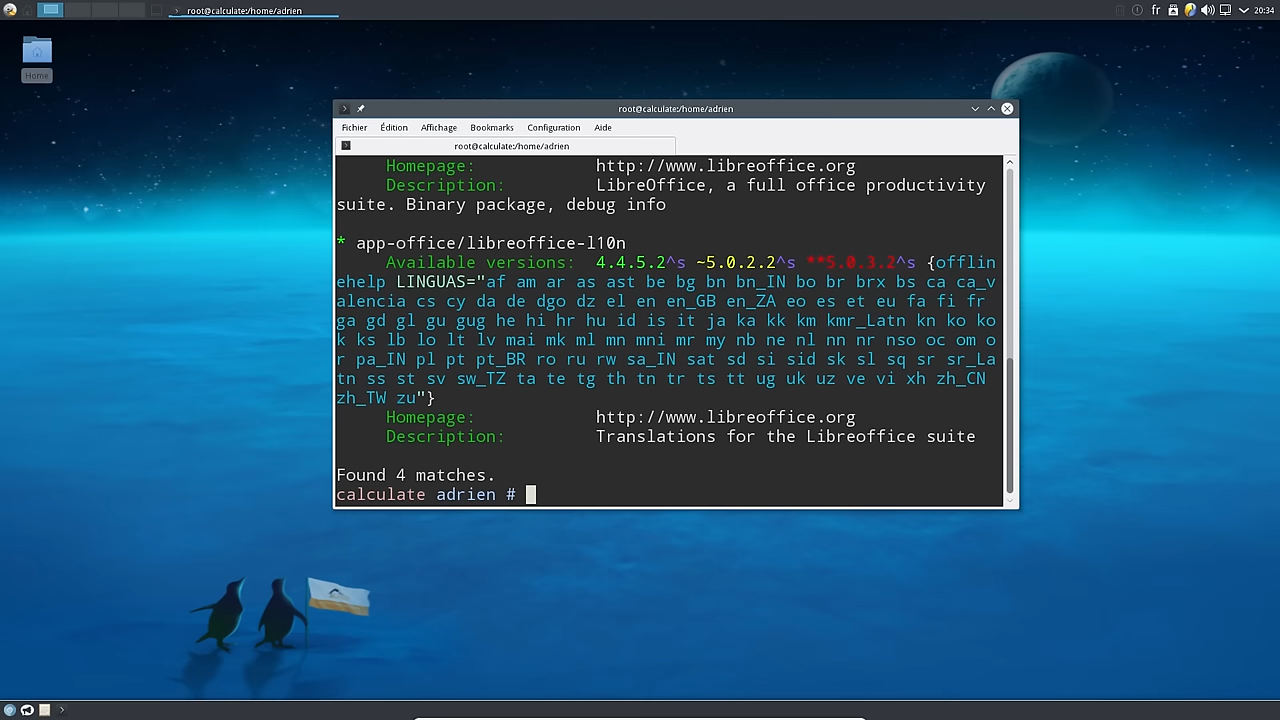 root@calculate:/home/adrien
fr
20:34
Home
root@calculate:/home/adrien
Fichier Édition Affichage Bookmarks Configuration Aide
root@calculate:/home/adrien
Homepage: http://www.libreoffice.org
Description: LibreOffice, a full office productivity
suite. Binary package, debug info
* app-office/libreoffice-l10n
Available versions: 4.4.5.2^s ~5.0.2.2^s **5.0.3.2^s {offlin
ehelp LINGUAS="af am ar as ast be bg bn bn_IN bo br brx bs ca ca_v
alencia cs cy da de dgo dz el en en_GB en_ZA eo es et eu fa fi fr
ga gd gl gu gug he hi hr hu id is it ja ka kk km kmr_Latn kn ko ko
k ks lb lo lt lv mai mk ml mn mni mr my nb ne nl nn nr nso oc om o
r pa_IN pl pt pt_BR ro ru rw sa_IN sat sd si sid sk sl sq sr sr_La
tn ss st sv sw_TZ ta te tg th tn tr ts tt ug uk uz ve vi xh zh_CN
zh_TW zu"}
Homepage: http://www.libreoffice.org
Description: Translations for the Libreoffice suite
Found 4 matches.
calculate adrien #